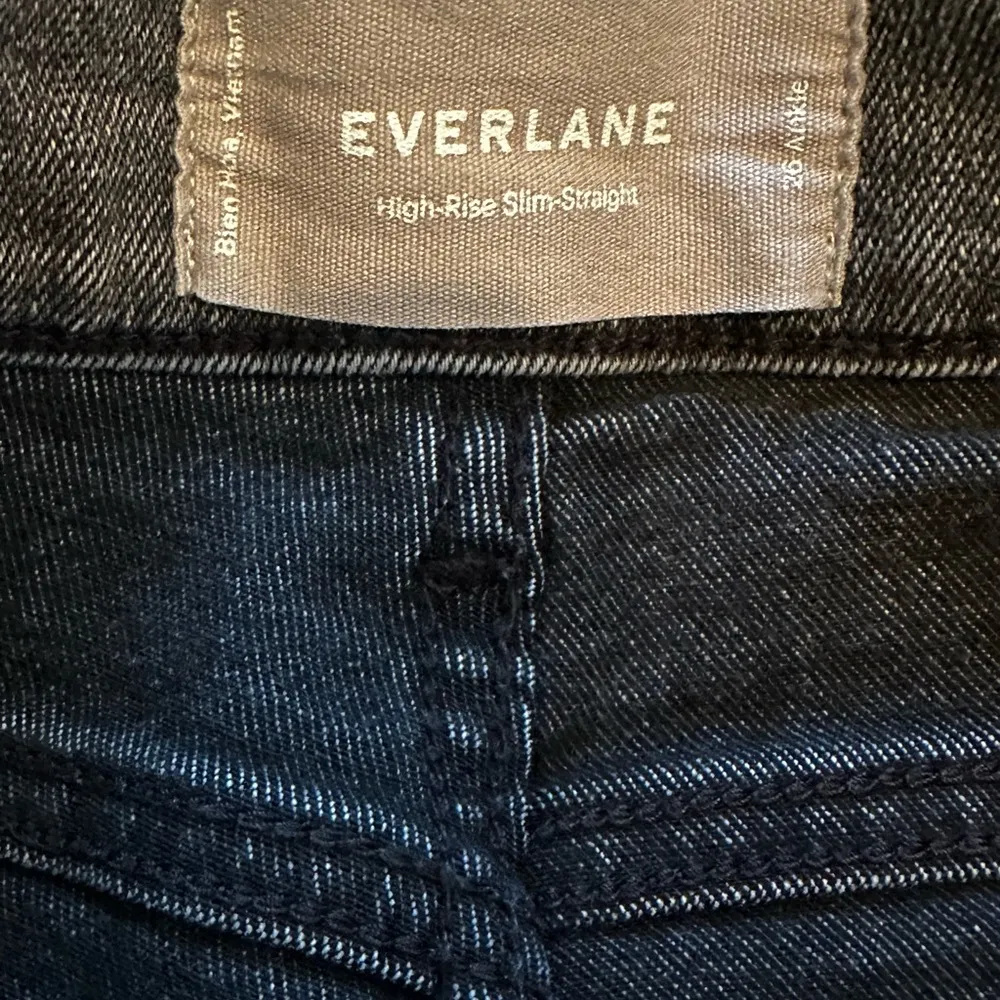 Bien Hoa, Vietnam
EVERLANE
High-Rise Slim-Straight
26 Ankle